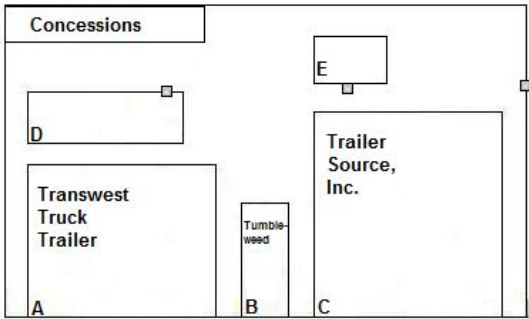 Concessions
E
D
Trailer
Source,
Inc.
Transwest
Truck
Trailer
Tumble-
weed
A
B
C